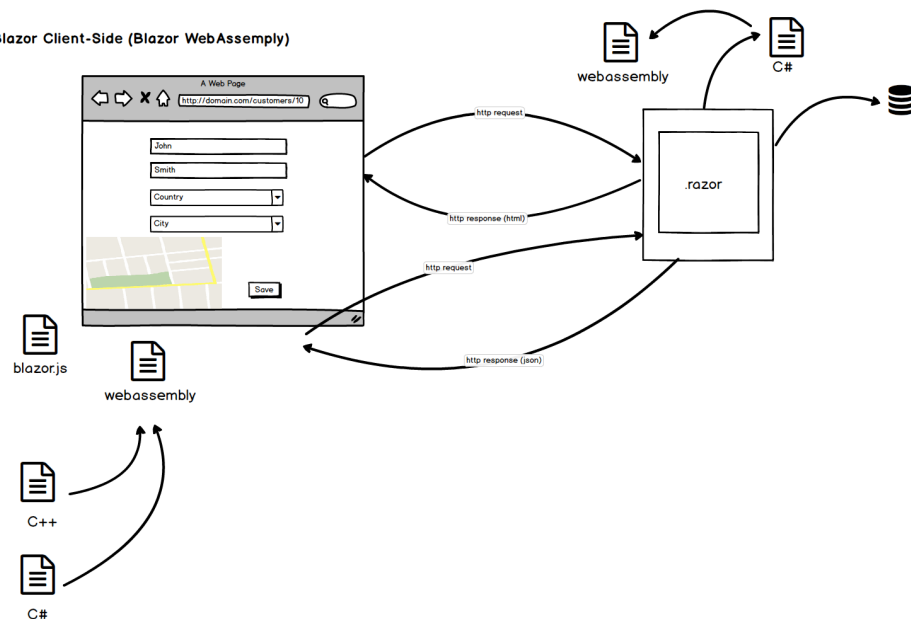 Blazor Client-Side (Blazor WebAssemply)
A Web Page
http://domain.com/customers/10
John
Smith
Country
City
Save
http request
http response (html)
http request
http response (json)
webassembly
C#
.razor
blazor.js
webassembly
C++
C#